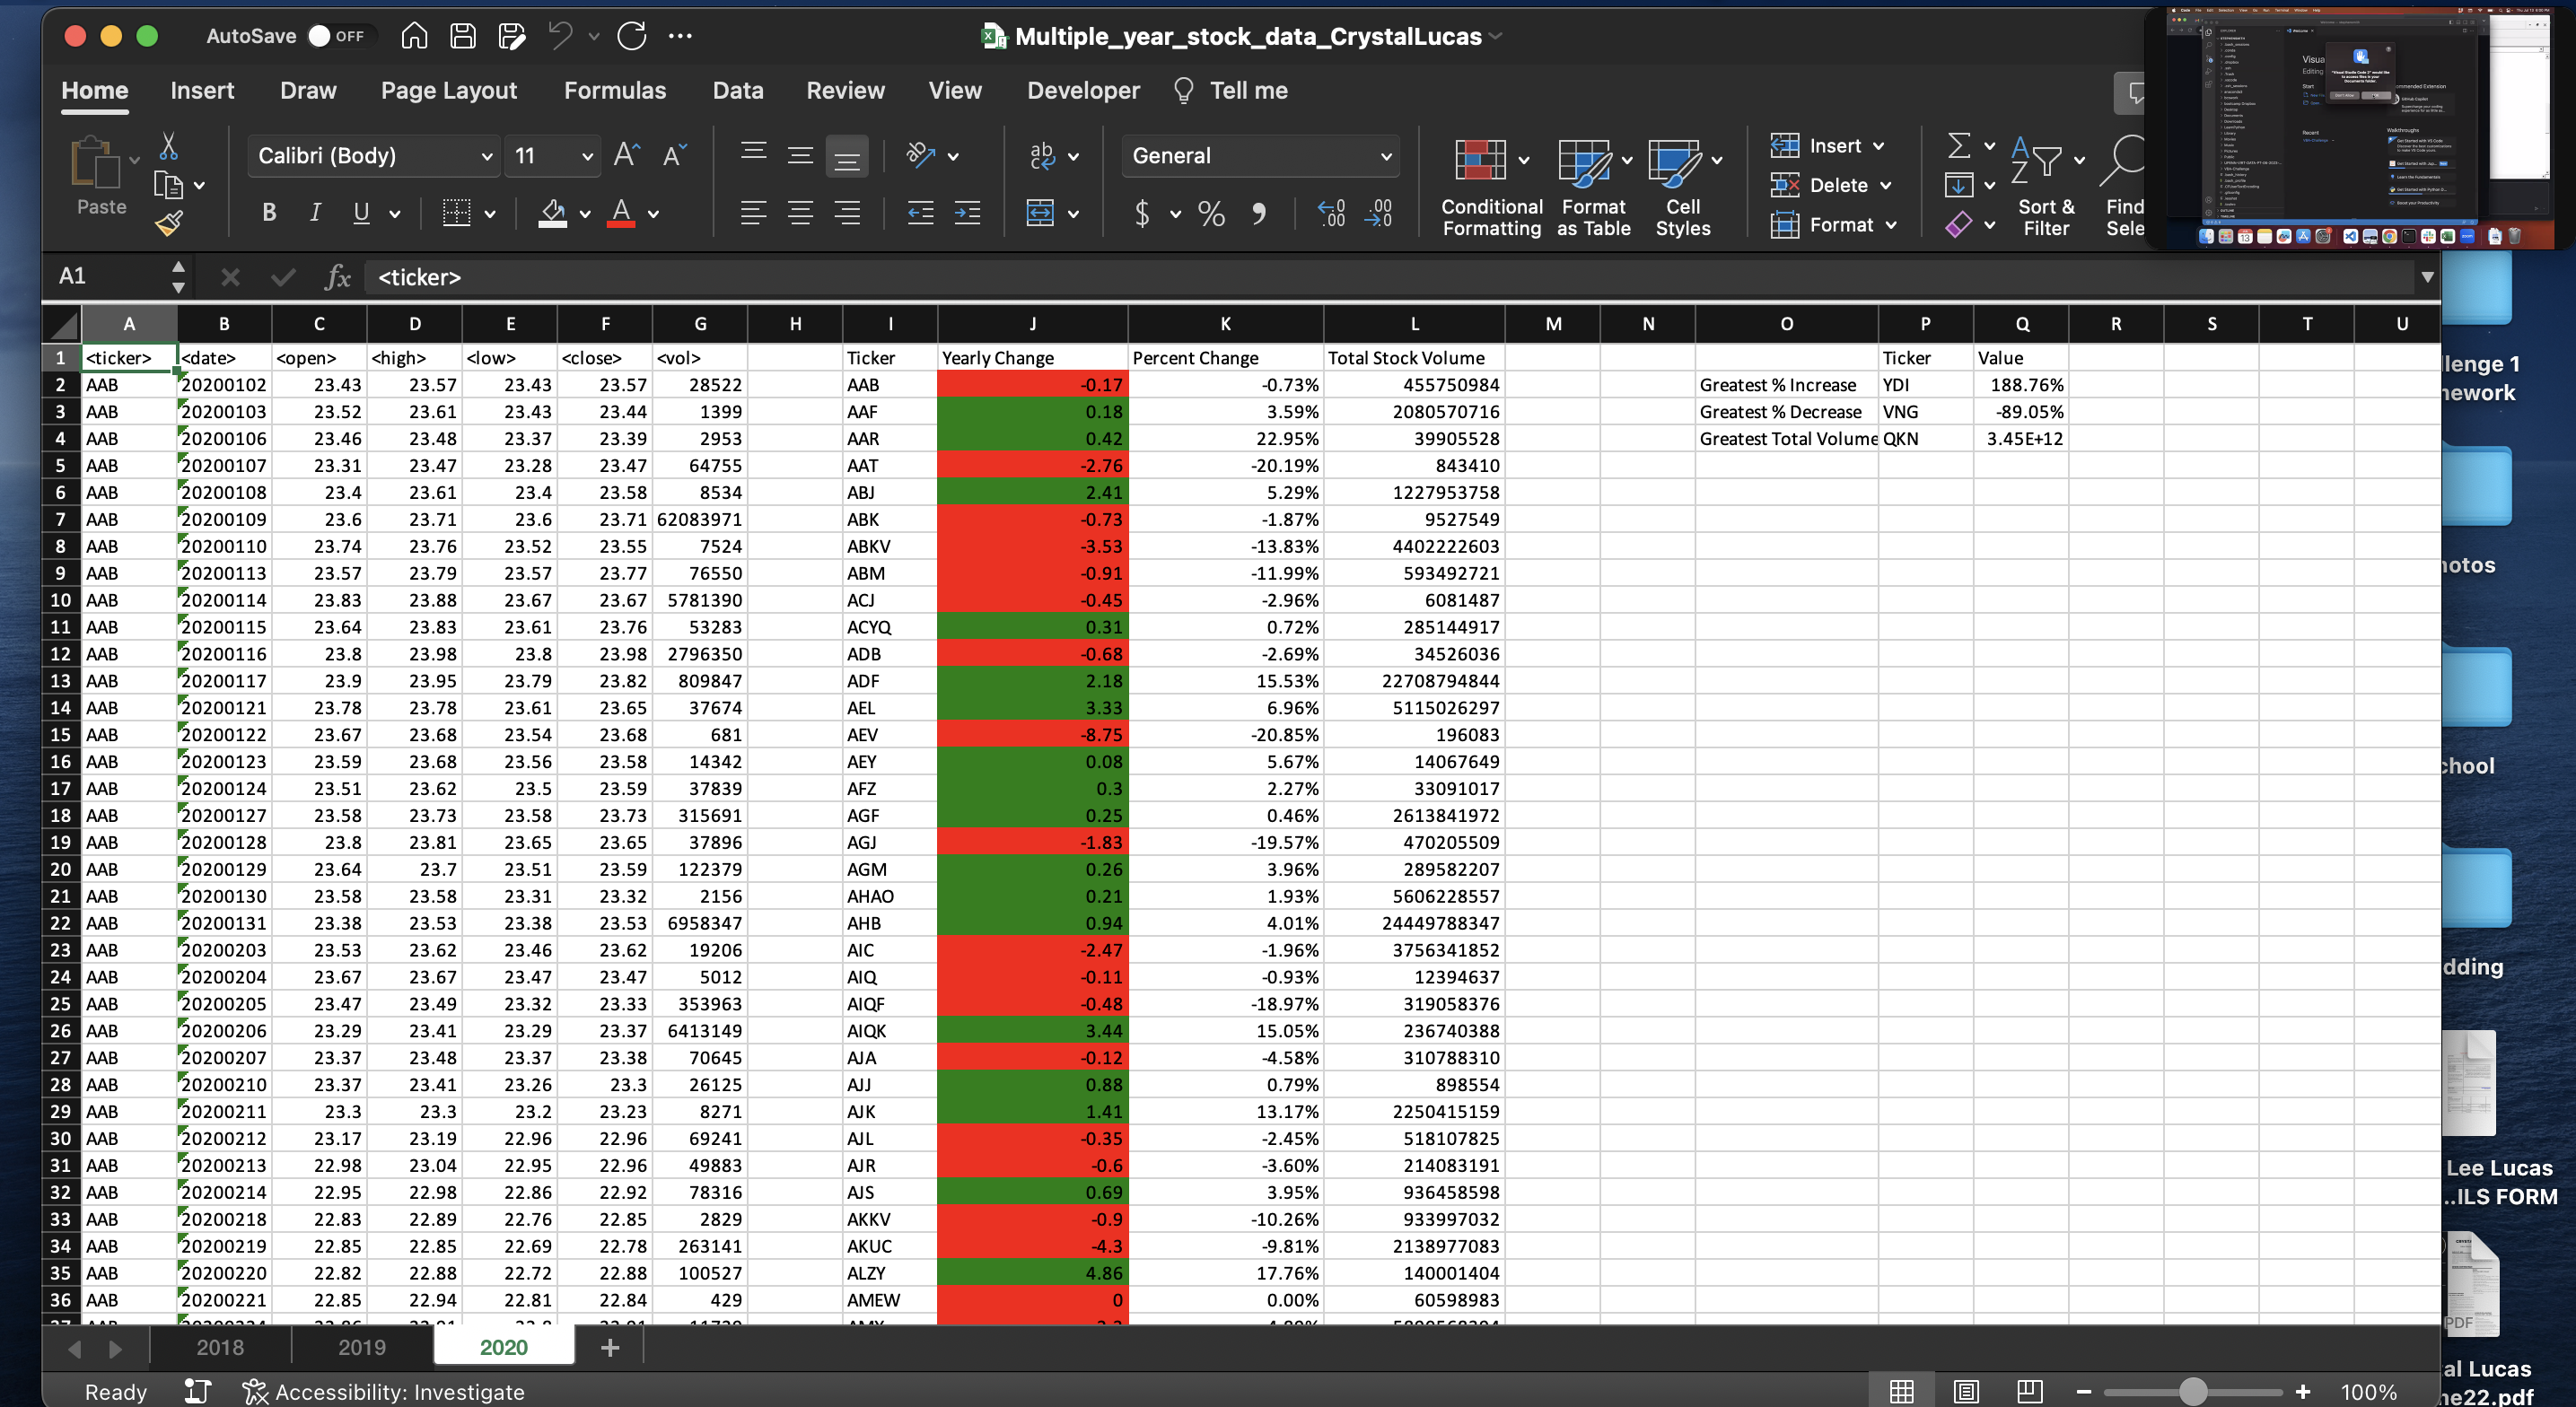 AutoSave OFF Multiple_year_stock_data_CrystalLucas
Home Insert Draw Page Layout Formulas Data Review View Developer Tell me
Paste Calibri (Body) 11 General Conditional Formatting Format as Table Cell Styles Insert Delete Format Sort & Filter
A1 fx <ticker>
A B C D E F G H I J K L M N O P Q R S T U
1 <ticker> <date> <open> <high> <low> <close> <vol> Ticker Yearly Change Percent Change Total Stock Volume Ticker Value
2 AAB 20200102 23.43 23.57 23.43 23.57 28522 AAB -0.17 -0.73% 455750984 Greatest % Increase YDI 188.76%
3 AAB 20200103 23.52 23.61 23.43 23.44 1399 AAF 0.18 3.59% 2080570716 Greatest % Decrease VNG -89.05%
4 AAB 20200106 23.46 23.48 23.37 23.39 2953 AAR 0.42 22.95% 39905528 Greatest Total Volume QKN 3.45E+12
5 AAB 20200107 23.31 23.47 23.28 23.47 64755 AAT -2.76 -20.19% 843410
6 AAB 20200108 23.4 23.61 23.4 23.58 8534 ABJ 2.41 5.29% 1227953758
7 AAB 20200109 23.6 23.71 23.6 23.71 62083971 ABK -0.73 -1.87% 9527549
8 AAB 20200110 23.74 23.76 23.52 23.55 7524 ABKV -3.53 -13.83% 4402222603
9 AAB 20200113 23.57 23.79 23.57 23.77 76550 ABM -0.91 -11.99% 593492721
10 AAB 20200114 23.83 23.88 23.67 23.67 5781390 ACJ -0.45 -2.96% 6081487
11 AAB 20200115 23.64 23.83 23.61 23.76 53283 ACYQ 0.31 0.72% 285144917
12 AAB 20200116 23.8 23.98 23.8 23.98 2796350 ADB -0.68 -2.69% 34526036
13 AAB 20200117 23.9 23.95 23.79 23.82 809847 ADF 2.18 15.53% 22708794844
14 AAB 20200121 23.78 23.78 23.61 23.65 37674 AEL 3.33 6.96% 5115026297
15 AAB 20200122 23.67 23.68 23.54 23.68 681 AEV -8.75 -20.85% 196083
16 AAB 20200123 23.59 23.68 23.56 23.58 14342 AEY 0.08 5.67% 14067649
17 AAB 20200124 23.51 23.62 23.5 23.59 37839 AFZ 0.3 2.27% 33091017
18 AAB 20200127 23.58 23.73 23.58 23.73 315691 AGF 0.25 0.46% 2613841972
19 AAB 20200128 23.8 23.81 23.65 23.65 37896 AGJ -1.83 -19.57% 470205509
20 AAB 20200129 23.64 23.7 23.51 23.59 122379 AGM 0.26 3.96% 289582207
21 AAB 20200130 23.58 23.58 23.31 23.32 2156 AHAO 0.21 1.93% 5606228557
22 AAB 20200131 23.38 23.53 23.38 23.53 6958347 AHB 0.94 4.01% 24449788347
23 AAB 20200203 23.53 23.62 23.46 23.62 19206 AIC -2.47 -1.96% 3756341852
24 AAB 20200204 23.67 23.67 23.47 23.47 5012 AIQ -0.11 -0.93% 12394637
25 AAB 20200205 23.47 23.49 23.32 23.33 353963 AIQF -0.48 -18.97% 319058376
26 AAB 20200206 23.29 23.41 23.29 23.37 6413149 AIQK 3.44 15.05% 236740388
27 AAB 20200207 23.37 23.48 23.37 23.38 70645 AJA -0.12 -4.58% 310788310
28 AAB 20200210 23.37 23.41 23.26 23.3 26125 AJJ 0.88 0.79% 898554
29 AAB 20200211 23.3 23.3 23.2 23.23 8271 AJK 1.41 13.17% 2250415159
30 AAB 20200212 23.17 23.19 22.96 22.96 69241 AJL -0.35 -2.45% 518107825
31 AAB 20200213 22.98 23.04 22.95 22.96 49883 AJR -0.6 -3.60% 214083191
32 AAB 20200214 22.95 22.98 22.86 22.92 78316 AJS 0.69 3.95% 936458598
33 AAB 20200218 22.83 22.89 22.76 22.85 2829 AKKV -0.9 -10.26% 933997032
34 AAB 20200219 22.85 22.85 22.69 22.78 263141 AKUC -4.3 -9.81% 2138977083
35 AAB 20200220 22.82 22.88 22.72 22.88 100527 ALZY 4.86 17.76% 140001404
36 AAB 20200221 22.85 22.94 22.81 22.84 429 AMEW 0 0.00% 60598983
2018 2019 2020
Ready Accessibility: Investigate 100%
llenge 1
Lee Lucas
...ILS FORM
PDF
al Lucas